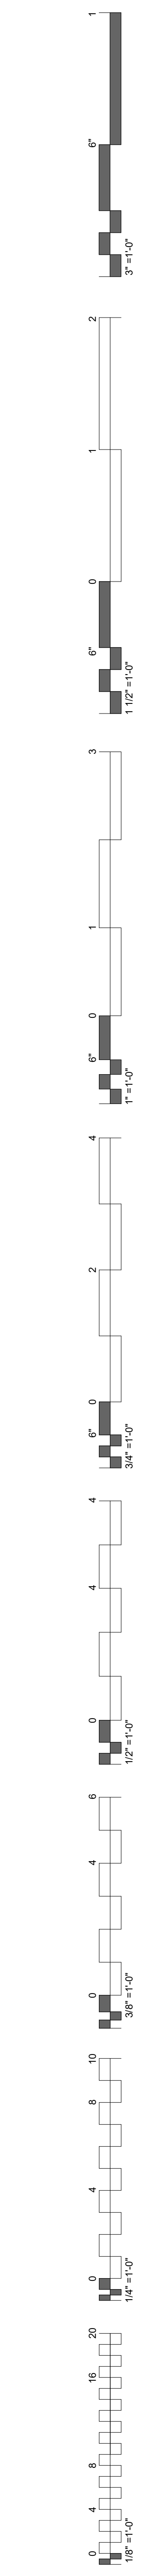 0 4 8 16 20
1/8" =1'-0"
0 4 8 10
1/4" =1'-0"
0 4 6
3/8" =1'-0"
0 4 4
1/2" =1'-0"
6" 0 2 4
3/4" =1'-0"
6" 0 1 3
1" =1'-0"
6" 0 1 2
1 1/2" =1'-0"
6" 1
3" =1'-0"